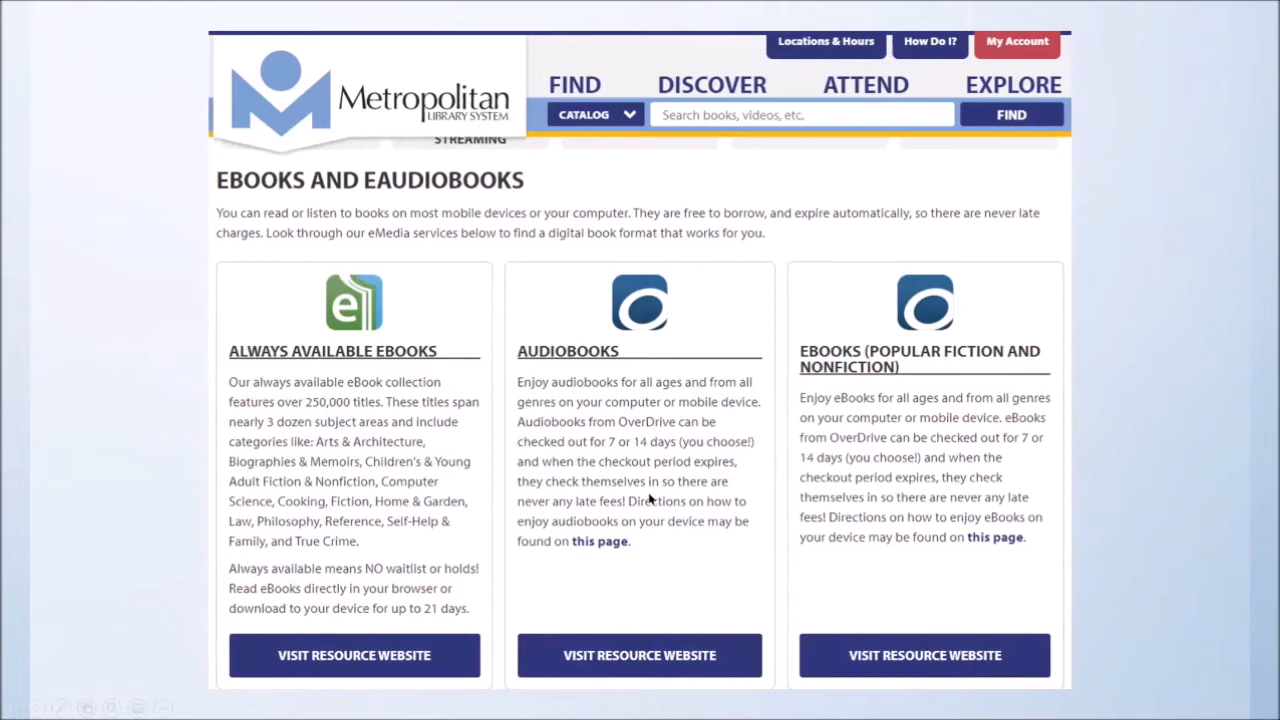 Locations & Hours
How Do I?
My Account
Metropolitan
LIBRARY SYSTEM
FIND
DISCOVER
ATTEND
EXPLORE
CATALOG
Search books, videos, etc.
FIND
STREAMING
EBOOKS AND EAUDIOBOOKS
You can read or listen to books on most mobile devices or your computer. They are free to borrow, and expire automatically, so there are never late
charges. Look through our eMedia services below to find a digital book format that works for you.
e
ALWAYS AVAILABLE EBOOKS
Our always available eBook collection
features over 250,000 titles. These titles span
nearly 3 dozen subject areas and include
categories like: Arts & Architecture,
Biographies & Memoirs, Children's & Young
Adult Fiction & Nonfiction, Computer
Science, Cooking, Fiction, Home & Garden,
Law, Philosophy, Reference, Self-Help &
Family, and True Crime.
Always available means NO waitlist or holds!
Read eBooks directly in your browser or
download to your device for up to 21 days.
VISIT RESOURCE WEBSITE
AUDIOBOOKS
Enjoy audiobooks for all ages and from all
genres on your computer or mobile device.
Audiobooks from OverDrive can be
checked out for 7 or 14 days (you choose!)
and when the checkout period expires,
they check themselves in so there are
never any late fees! Directions on how to
enjoy audiobooks on your device may be
found on this page.
VISIT RESOURCE WEBSITE
EBOOKS (POPULAR FICTION AND
NONFICTION)
Enjoy eBooks for all ages and from all genres
on your computer or mobile device. eBooks
from OverDrive can be checked out for 7 or
14 days (you choose!) and when the
checkout period expires, they check
themselves in so there are never any late
fees! Directions on how to enjoy eBooks on
your device may be found on this page.
VISIT RESOURCE WEBSITE